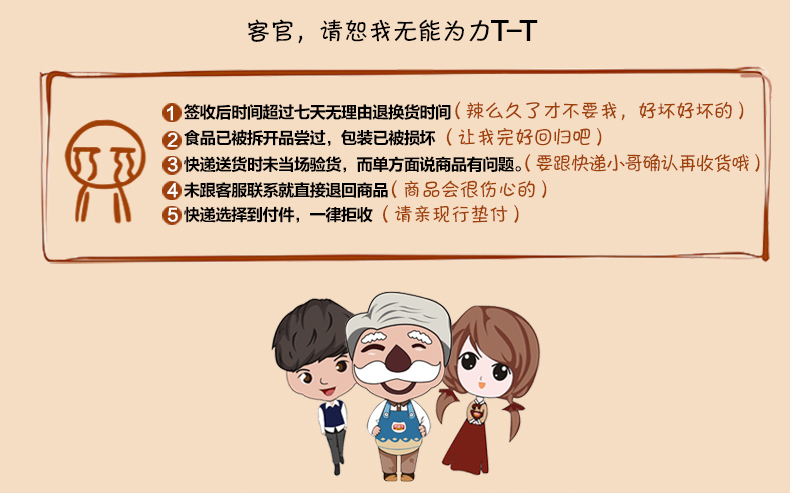 客官，请恕我无能为力T-T
1 签收后时间超过七天无理由退换货时间（辣么久了才不要我，好坏好坏的）
2 食品已被拆开品尝过，包装已被损坏（让我完好回归吧）
3 快递送货时未当场验货，而单方面说商品有问题。（要跟快递小哥确认再收货哦）
4 未跟客服联系就直接退回商品（商品会很伤心的）
5 快递选择到付件，一律拒收（请亲现行垫付）